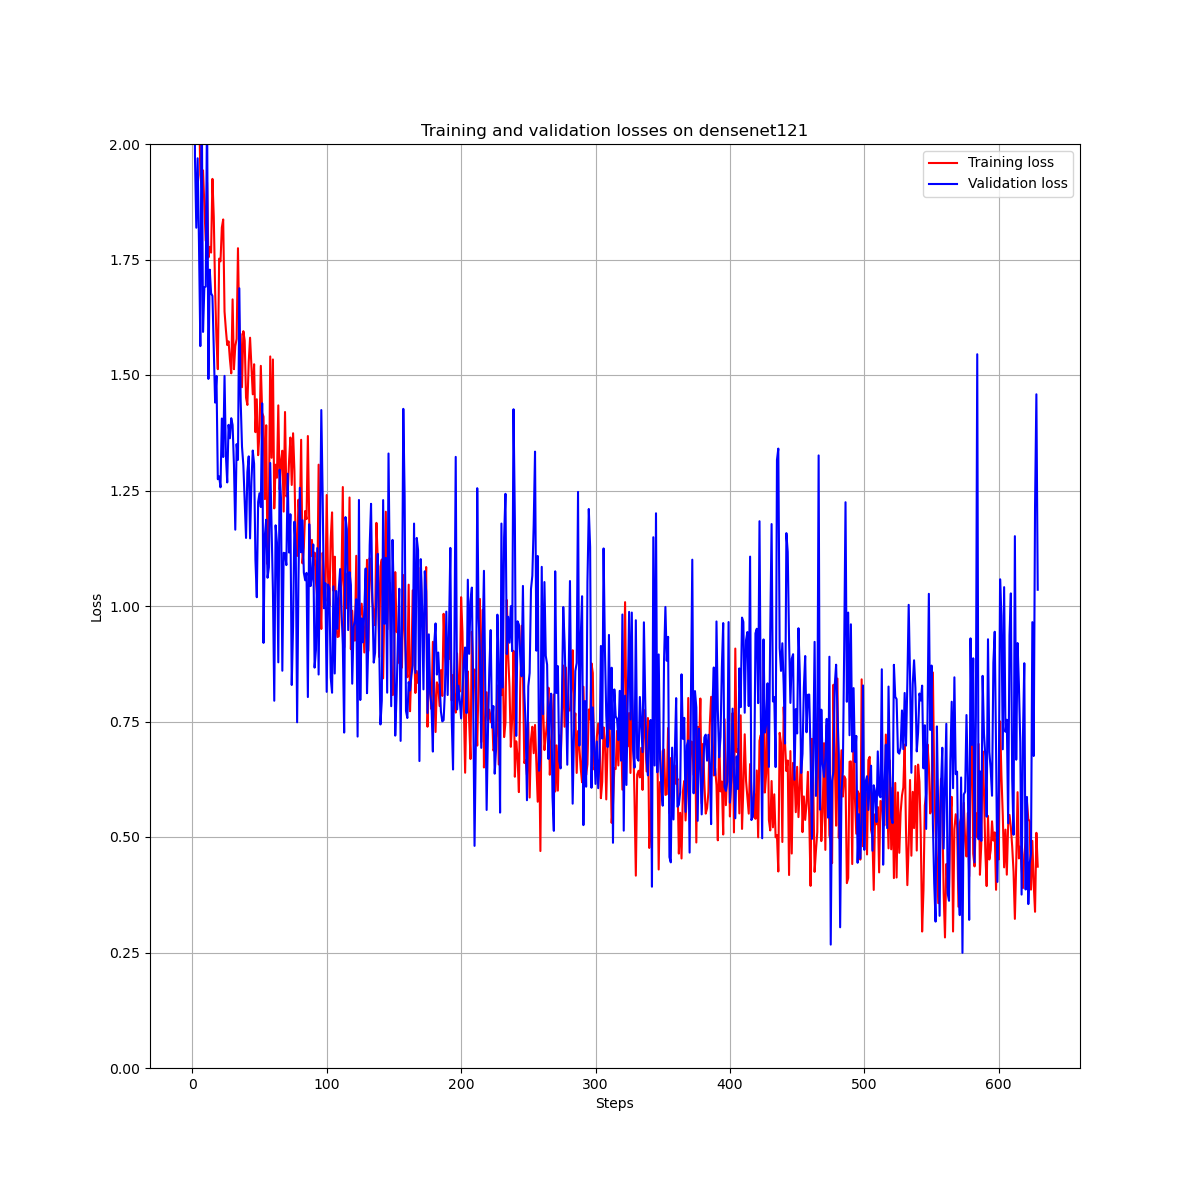 Training and validation losses on densenet121
Training loss
Validation loss
2.00
1.75
1.50
1.25
1.00
0.75
0.50
0.25
0.00
Loss
0 100 200 300 400 500 600
Steps